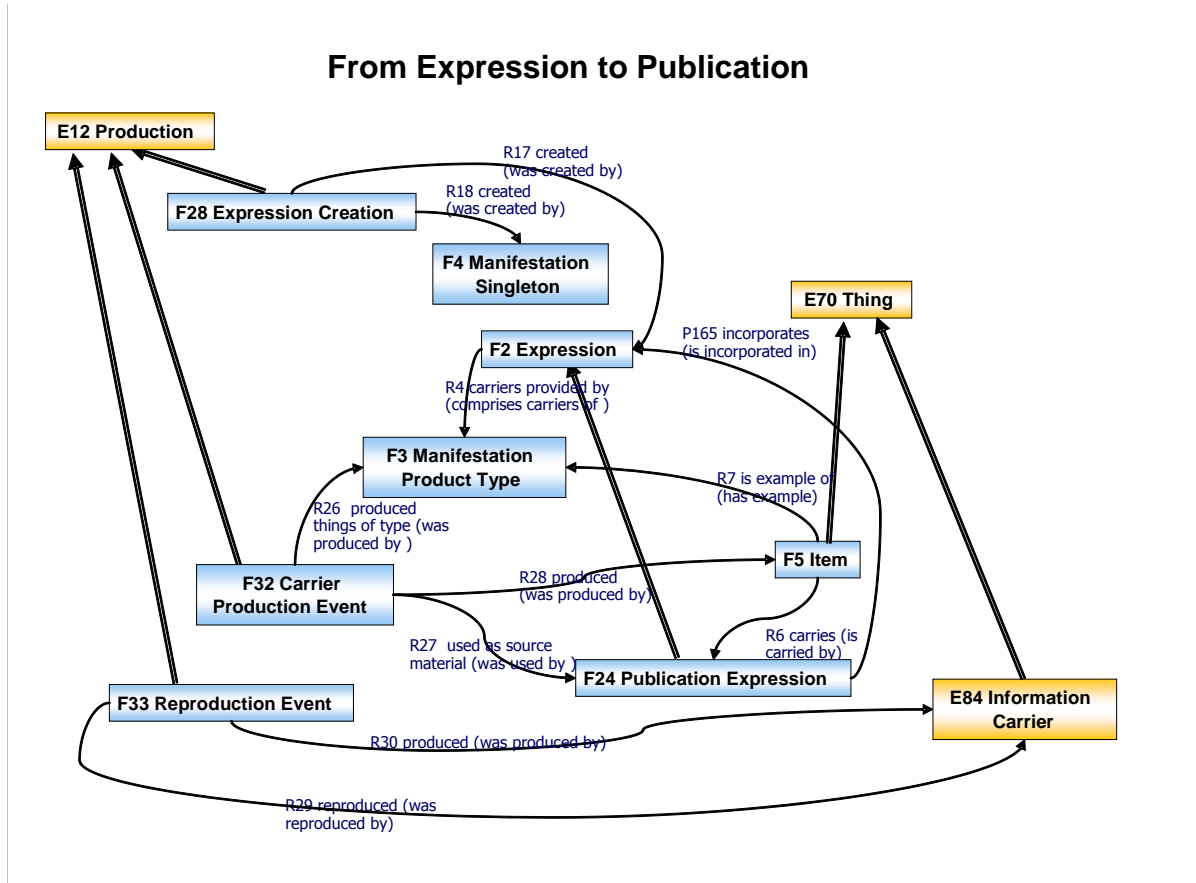 From Expression to Publication
E12 Production
R17 created
(was created by)
R18 created
(was created by)
F28 Expression Creation
F4 Manifestation
Singleton
E70 Thing
P165 incorporates
(is incorporated in)
F2 Expression
R4 carriers provided by
(comprises carriers of )
F3 Manifestation
Product Type
R7 is example of
(has example)
R26  produced
things of type (was
produced by )
F5 Item
F32 Carrier
Production Event
R28 produced
(was produced by)
R6 carries (is
carried by)
R27  used as source
material (was used by )
F24 Publication Expression
F33 Reproduction Event
E84 Information
Carrier
R30 produced (was produced by)
R29 reproduced (was
reproduced by)